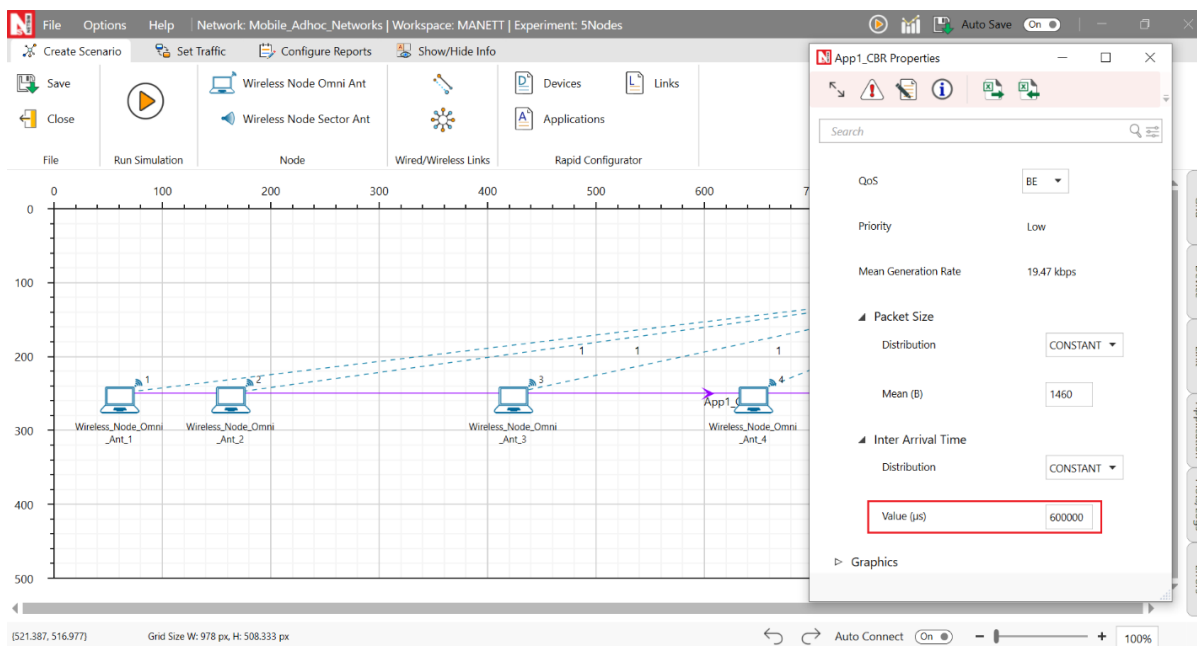 File Options Help Network: Mobile_Adhoc_Networks | Workspace: MANETT | Experiment: 5Nodes Auto Save On
Create Scenario Set Traffic Configure Reports Show/Hide Info
Save Wireless Node Omni Ant Devices Links
Close Wireless Node Sector Ant Applications
File Run Simulation Node Wired/Wireless Links Rapid Configurator
0 100 200 300 400 500 600
0
100
200
1 1 1
1 2 3 4
App1_
300
Wireless_Node_Omni
_Ant_1
Wireless_Node_Omni
_Ant_2
Wireless_Node_Omni
_Ant_3
Wireless_Node_Omni
_Ant_4
400
500
App1_CBR Properties
Search
QoS BE
Priority Low
Mean Generation Rate 19.47 kbps
Packet Size
Distribution CONSTANT
Mean (B) 1460
Inter Arrival Time
Distribution CONSTANT
Value (µs) 600000
Graphics
(521.387, 516.977) Grid Size W: 978 px, H: 508.333 px Auto Connect On 100%